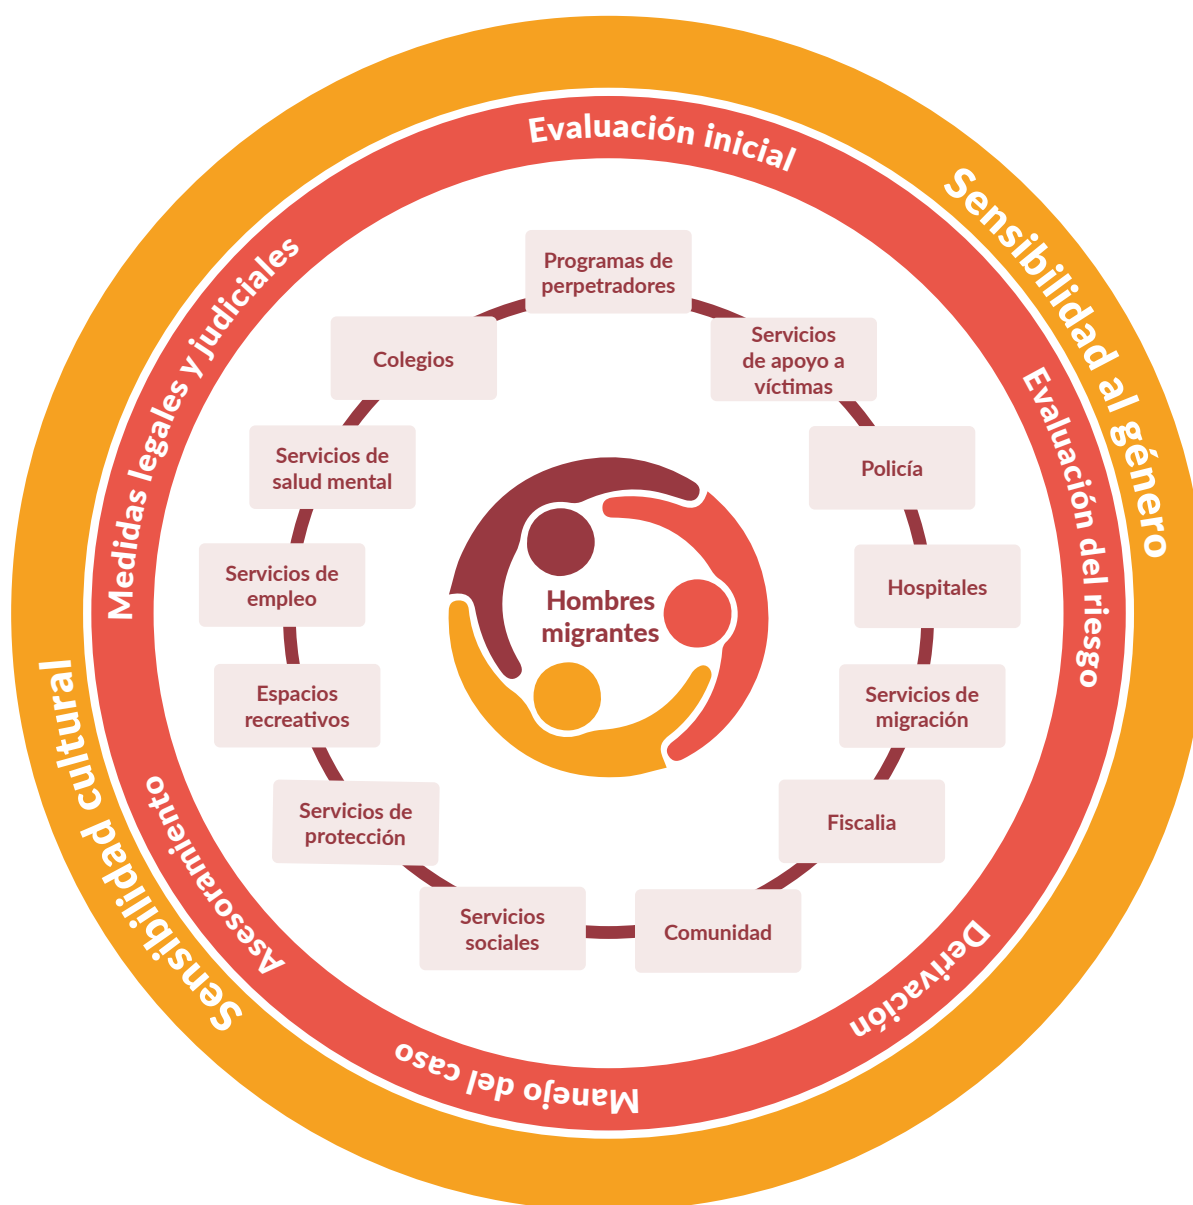 Sensibilidad al género
Sensibilidad cultural
Evaluación inicial
Evaluación del riesgo
Derivación
Manejo del caso
Asesoramiento
Medidas legales y judiciales
Programas de
perpetradores
Servicios
de apoyo a
víctimas
Policía
Hospitales
Servicios de
migración
Fiscalia
Comunidad
Servicios
sociales
Servicios de
protección
Espacios
recreativos
Servicios de
empleo
Servicios de
salud mental
Colegios
Hombres
migrantes